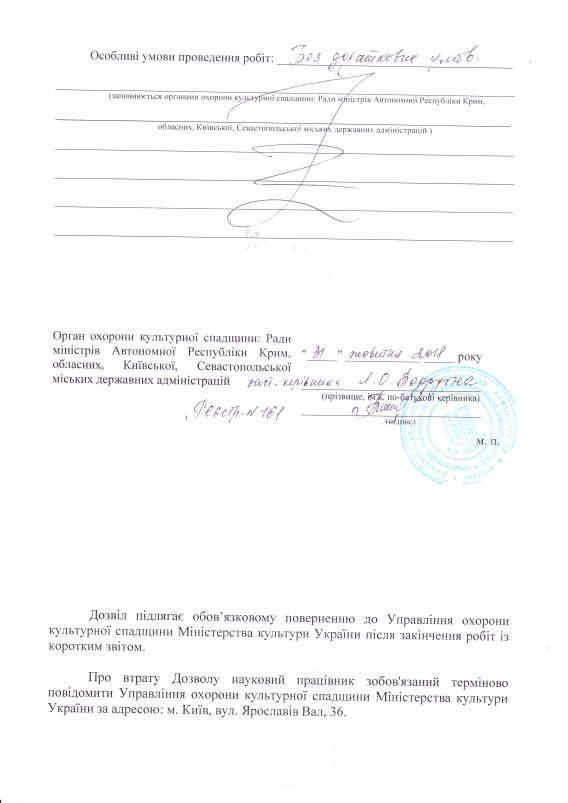 Особливі умови проведення робіт: Без додаткових умов.
(заповнюється органами охорони культурної спадщини: Ради міністрів Автономної Республіки Крим,
обласних, Київської, Севастопольської міських державних адміністрацій )
Орган охорони культурної спадщини: Ради
міністрів Автономної Республіки Крим, " 31 " жовтня 2018 року
обласних, Київської, Севастопольської
міських державних адміністрацій заст. керівника Л.О.
(прізвище, ім'я, по-батькові керівника)
Реєстр. № 169
(підпис)
М. П.
УКРАЇНА
Дозвіл підлягає обов’язковому поверненню до Управління охорони
культурної спадщини Міністерства культури України після закінчення робіт із
коротким звітом.
Про втрату Дозволу науковий працівник зобов'язаний терміново
повідомити Управління охорони культурної спадщини Міністерства культури
України за адресою: м. Київ, вул. Ярославів Вал, 36.